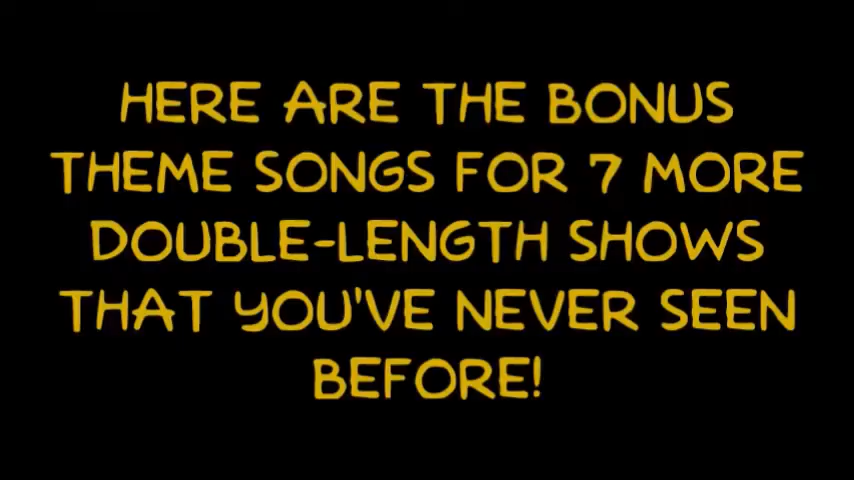 HERE ARE THE BONUS
THEME SONGS FOR 7 MORE
DOUBLE-LENGTH SHOWS
THAT YOU'VE NEVER SEEN
BEFORE!